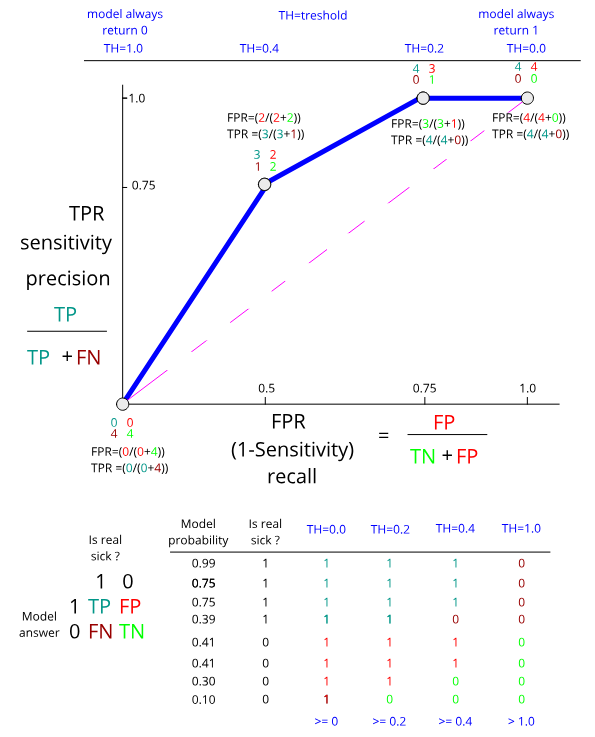 model always
return 0
TH=treshold
model always
return 1
TH=1.0 TH=0.4 TH=0.2 TH=0.0
4 3
0 1
4 4
0 0
1.0
FPR=(2/(2+2))
TPR =(3/(3+1))
FPR=(3/(3+1))
TPR =(4/(4+0))
FPR=(4/(4+0))
TPR =(4/(4+0))
3 2
1 2
0.75
TPR
sensitivity
precision
TP
TP + FN
0.5 0.75 1.0
0 0
4 4
FPR=(0/(0+4))
TPR =(0/(0+4))
FPR
(1-Sensitivity)
recall
=
FP
TN + FP
Is real
sick ?
1 0
Model
answer
1 TP FP
0 FN TN
Model
probability
Is real
sick ?
TH=0.0 TH=0.2 TH=0.4 TH=1.0
0.99 1 1 1 1 0
0.75 1 1 1 1 0
0.75 1 1 1 1 0
0.39 1 1 1 0 0
0.41 0 1 1 1 0
0.41 0 1 1 1 0
0.30 0 1 1 0 0
0.10 0 1 0 0 0
>= 0 >= 0.2 >= 0.4 > 1.0